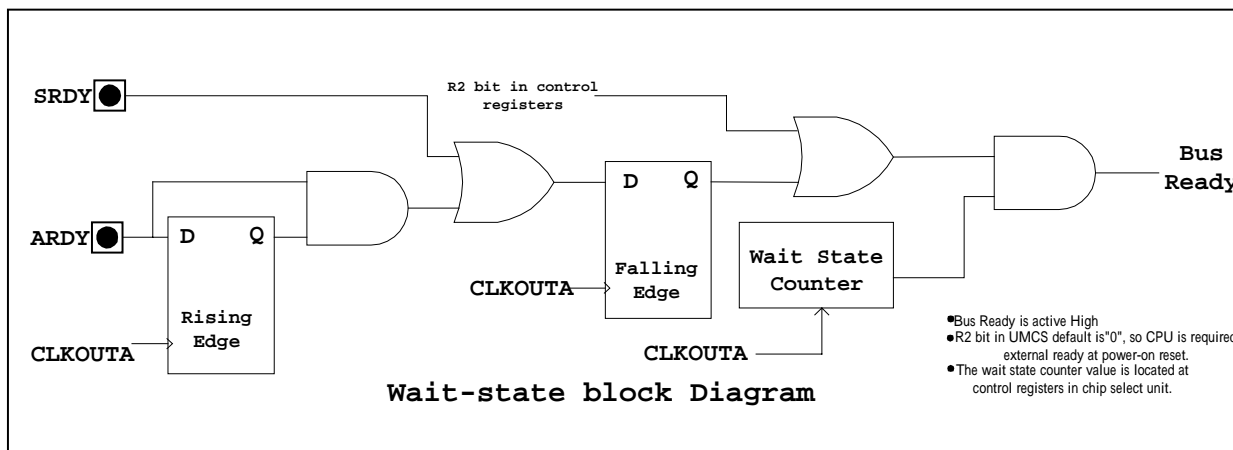 SRDY
R2 bit in control
registers
Bus
Ready
D Q
ARDY
D Q
Rising
Edge
CLKOUTA
Falling
Edge
CLKOUTA
Wait State
Counter
CLKOUTA
●Bus Ready is active High
●R2 bit in UMCS default is"0", so CPU is required
external ready at power-on reset.
●The wait state counter value is located at
control registers in chip select unit.
Wait-state block Diagram